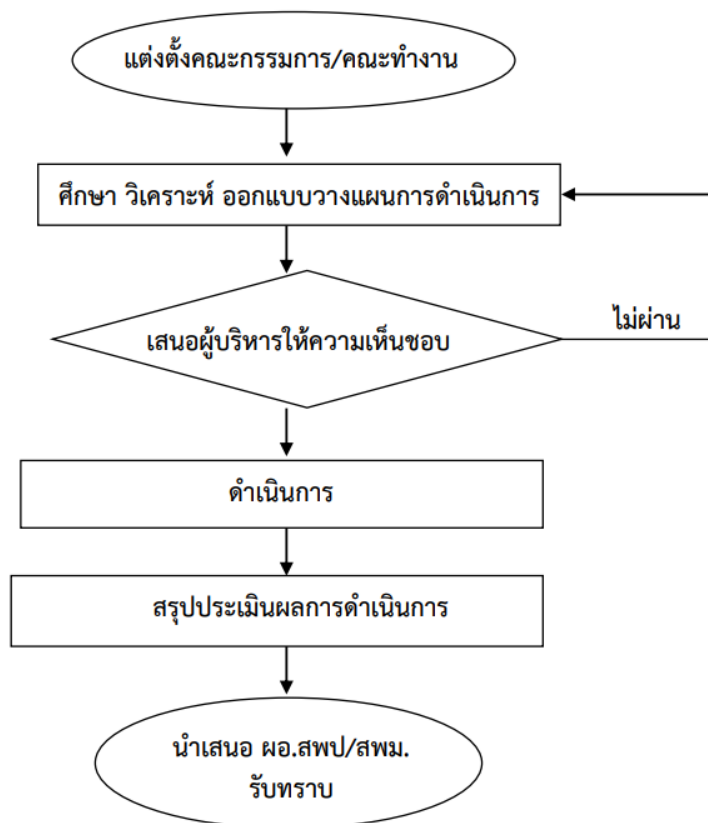 แต่งตั้งคณะกรรมการ/คณะทำงาน
ศึกษา วิเคราะห์ ออกแบบวางแผนการดำเนินการ
เสนอผู้บริหารให้ความเห็นชอบ
ไม่ผ่าน
ดำเนินการ
สรุปประเมินผลการดำเนินการ
นำเสนอ ผอ.สพป/สพม.
รับทราบ